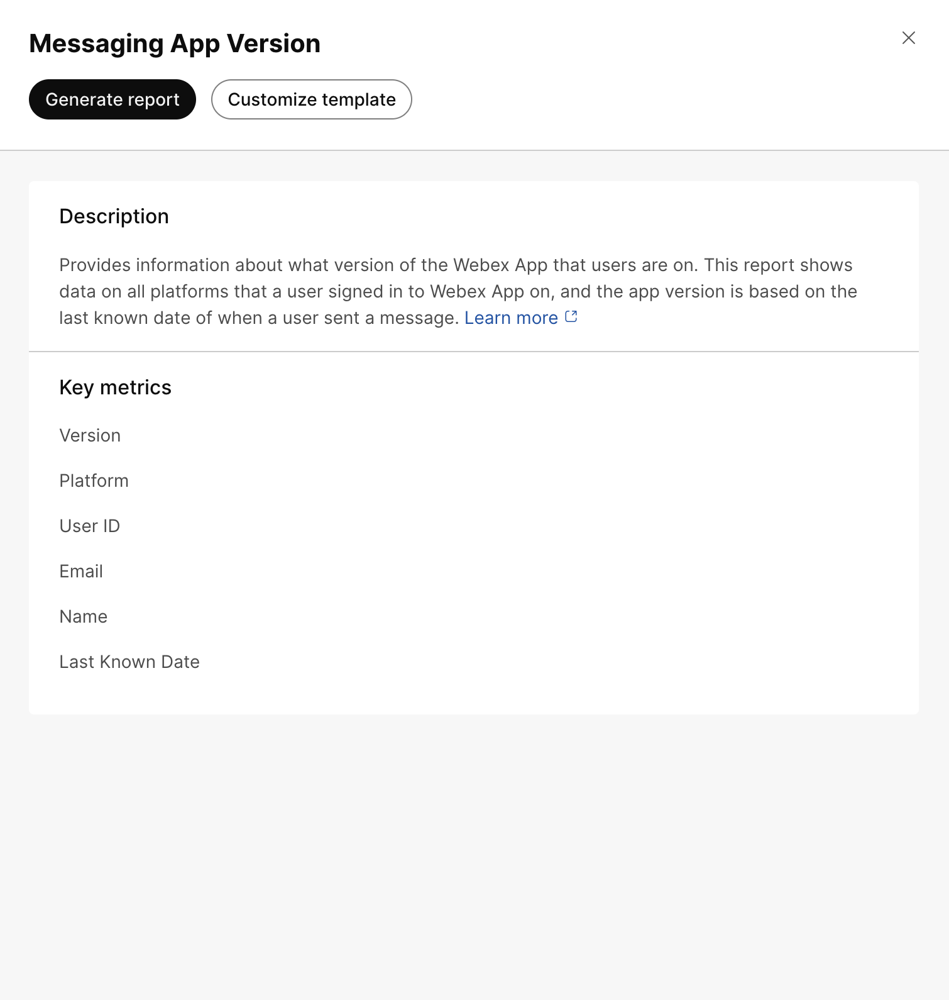 Messaging App Version
Generate report
Customize template
Description
Provides information about what version of the Webex App that users are on. This report shows
data on all platforms that a user signed in to Webex App on, and the app version is based on the
last known date of when a user sent a message. Learn more
Key metrics
Version
Platform
User ID
Email
Name
Last Known Date